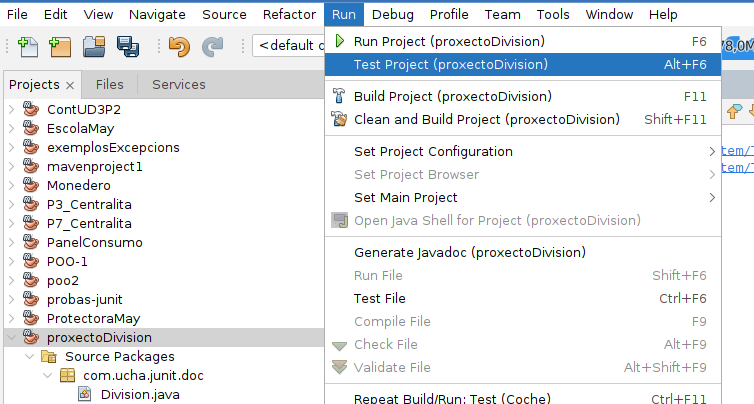 File Edit View Navigate Source Refactor Run Debug Profile Team Tools Window Help
<default c
Run Project (proxectoDivision) F6
78,0M
Test Project (proxectoDivision) Alt+F6
Projects × Files Services
Build Project (proxectoDivision) F11
ContUD3P2
Clean and Build Project (proxectoDivision) Shift+F11
EscolaMay
exemplosExcepcions
Set Project Configuration
tem/T
mavenproject1
Set Project Browser
tem/T
Monedero
Set Main Project
P3_Centralita
Open Java Shell for Project (proxectoDivision)
P7_Centralita
PanelConsumo
Generate Javadoc (proxectoDivision)
POO-1
Run File Shift+F6
poo2
Test File Ctrl+F6
probas-junit
ProtectoraMay
Compile File F9
proxectoDivision
Check File Alt+F9
Source Packages
Validate File Alt+Shift+F9
com.ucha.junit.doc
Division.java
Repeat Build/Run: Test (Coche) Ctrl+F11